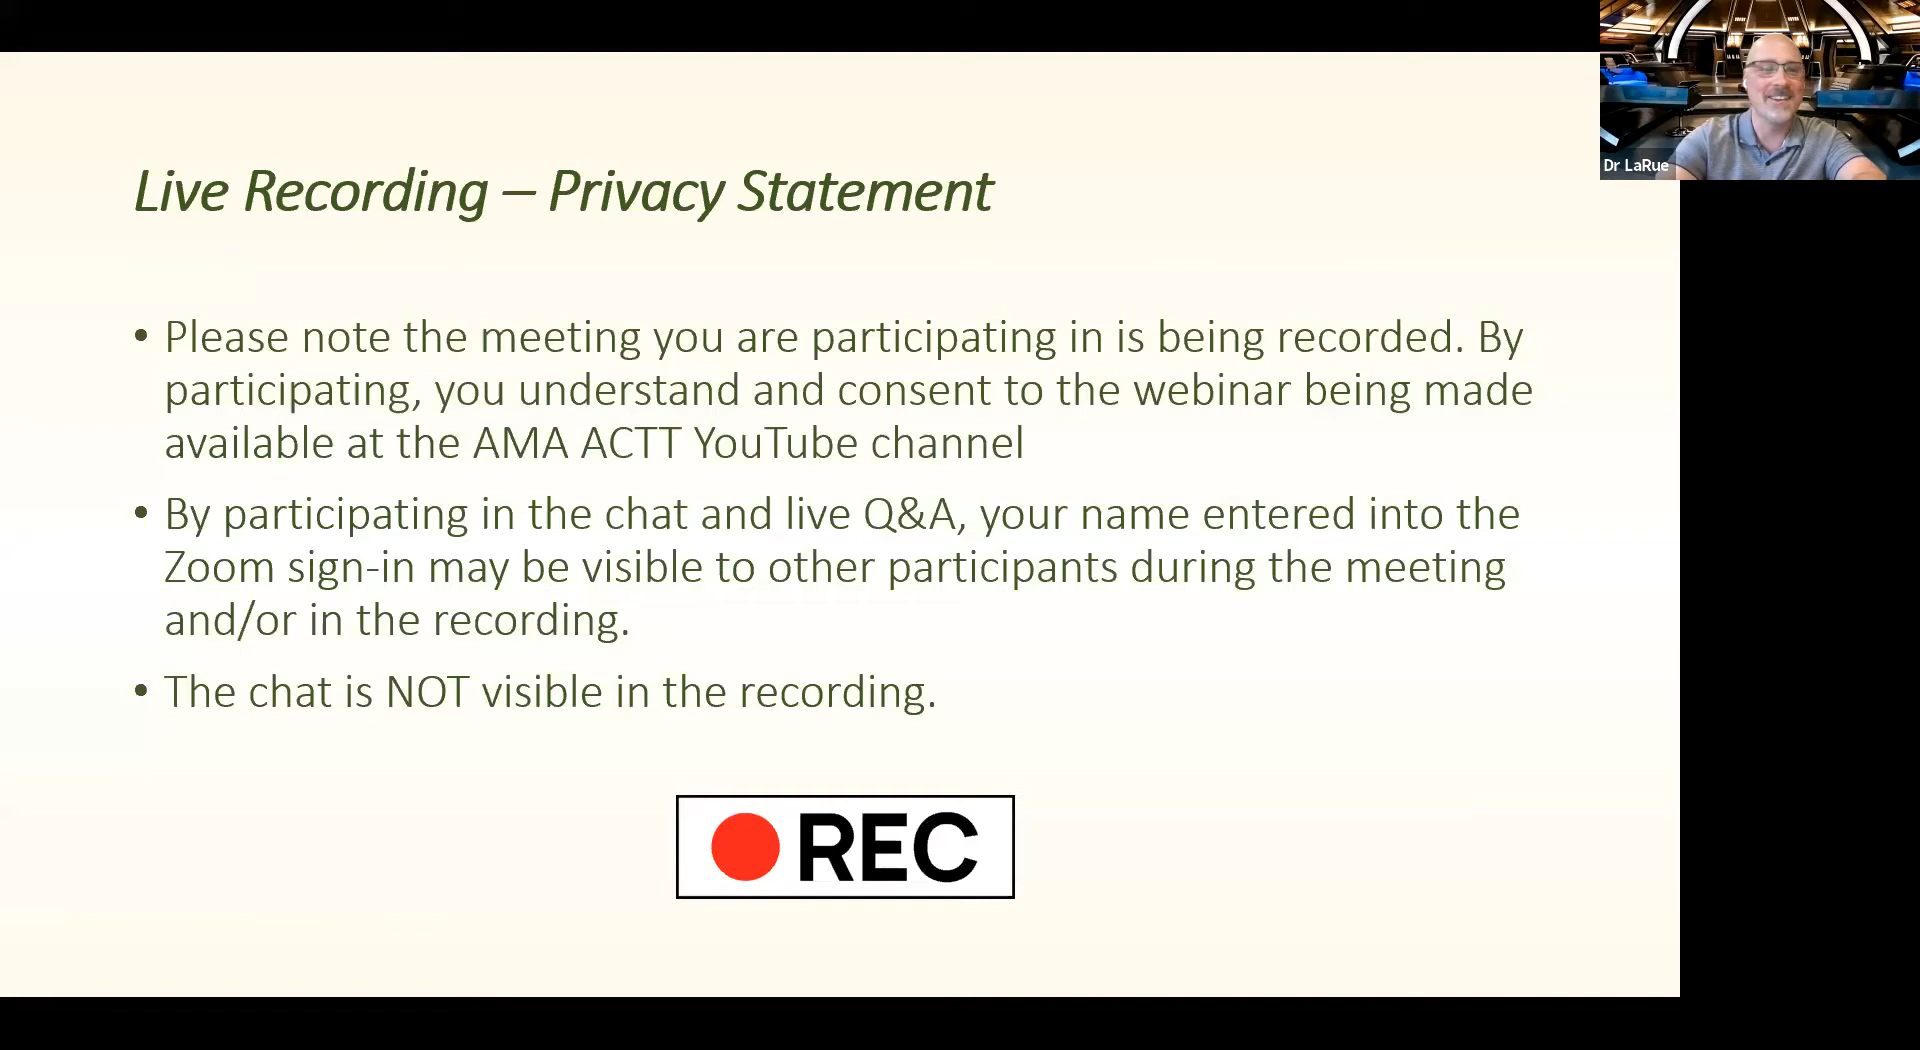 Live Recording – Privacy Statement
• Please note the meeting you are participating in is being recorded. By
participating, you understand and consent to the webinar being made
available at the AMA ACTT YouTube channel
• By participating in the chat and live Q&A, your name entered into the
Zoom sign-in may be visible to other participants during the meeting
and/or in the recording.
• The chat is NOT visible in the recording.
REC
Dr LaRue